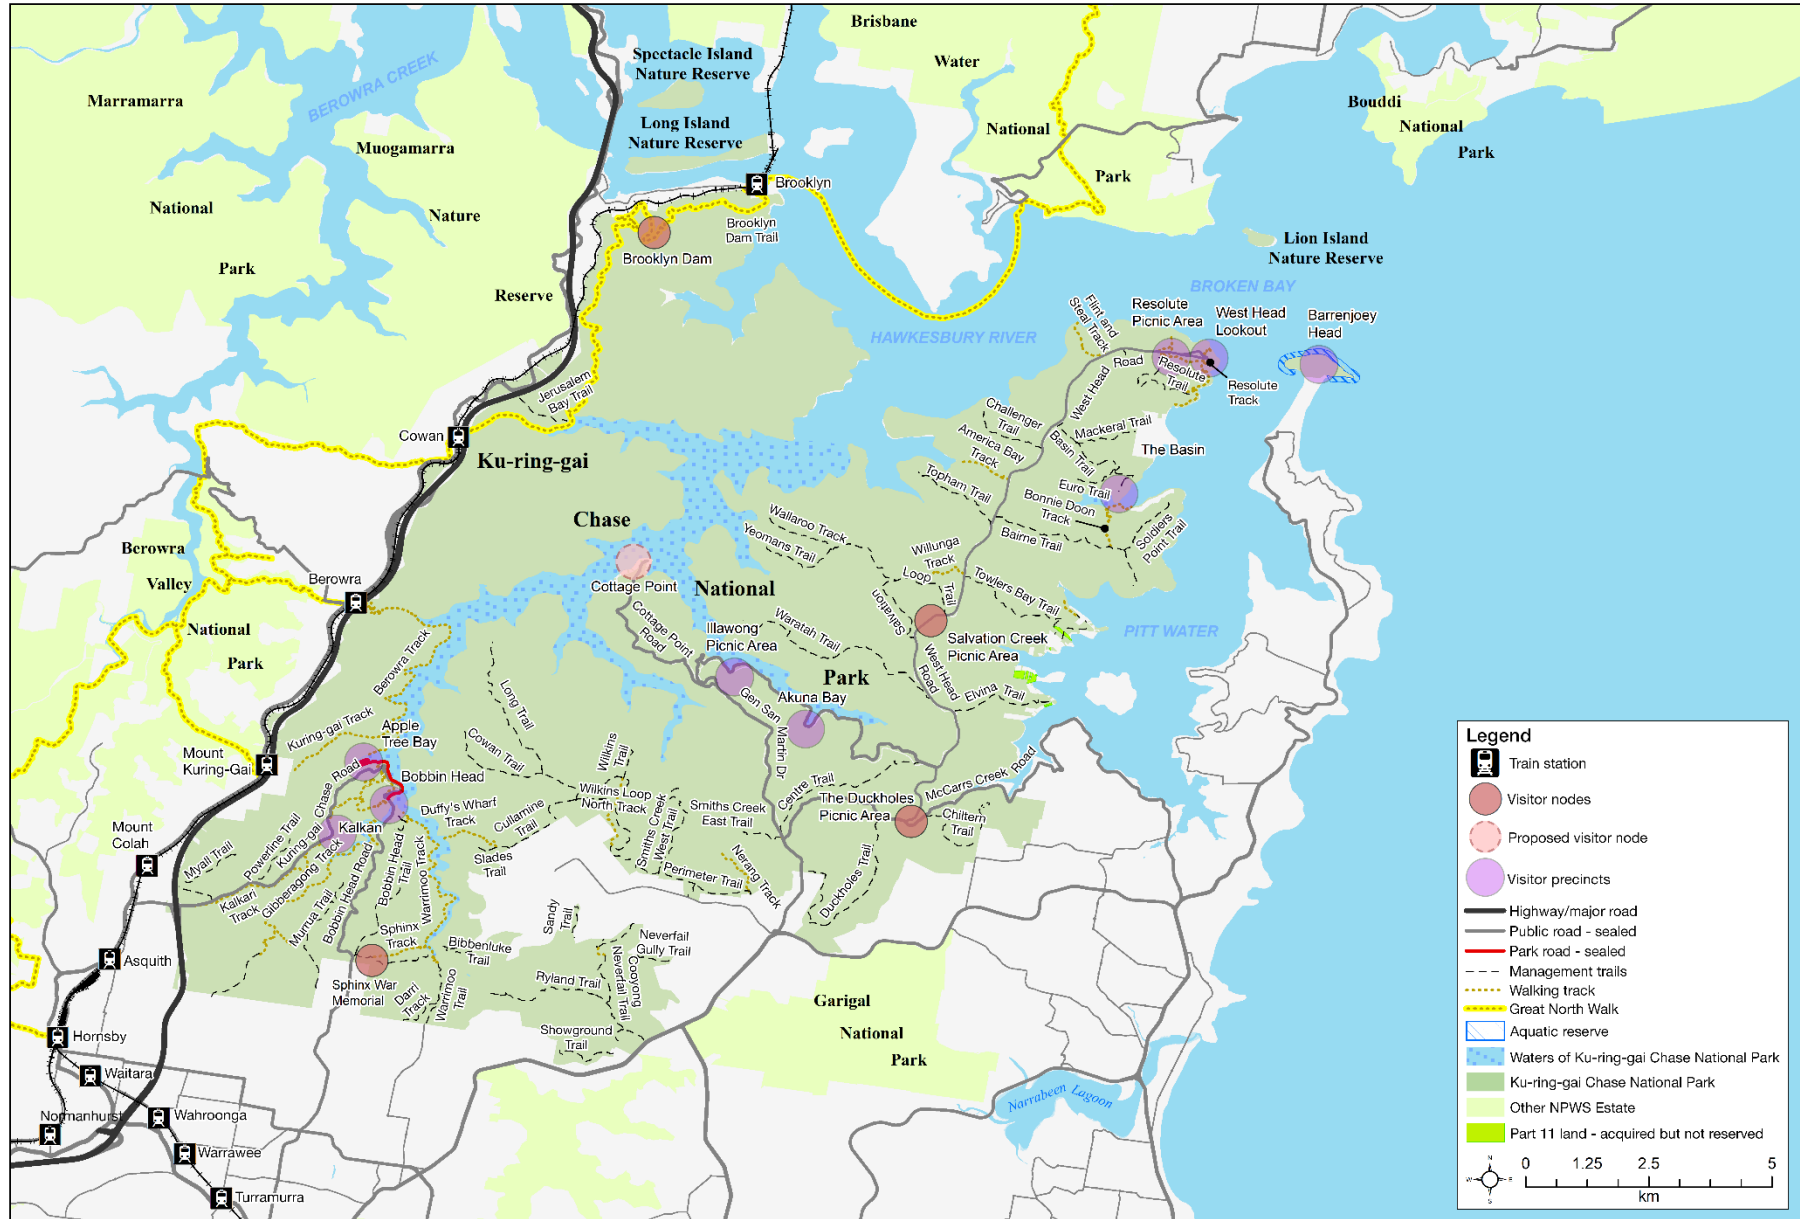 Brisbane
Water
National
Park
Spectacle Island
Nature Reserve
Long Island
Nature Reserve
Bouddi
National
Park
Marramarra
National
Park
BEROWRA CREEK
Muogamarra
Nature
Reserve
Brooklyn
Brooklyn
Dam Trail
Brooklyn Dam
Lion Island
Nature Reserve
BROKEN BAY
HAWKESBURY RIVER
Flint and
Steal Track
Resolute
Picnic Area
West Head
Lookout
Barrenjoey
Head
West Head
Road
Resolute
Trail
Resolute
Track
Jerusalem
Bay Trail
Cowan
Ku-ring-gai
Chase
National
Park
Challenger
Trail
Mackeral Trail
America Bay
Track
Basin Trail
The Basin
Topham Trail
Euro Trail
Bonnie Doon
Track
Bairne Trail
Soldiers
Point Trail
Wallaroo Track
Yeomans Trail
Willunga
Track
Loop
Trail
Salvation
Towlers Bay Trail
Berowra
Valley
National
Park
Berowra
Cottage Point
Cottage Point
Road
Illawong
Picnic Area
Waratah Trail
Salvation Creek
Picnic Area
PITT WATER
West Head
Road
Elvina Trail
Berowra Track
Long Trail
Gen San
Martin Dr
Akuna Bay
Kuring-gai Track
Apple
Tree Bay
Mount
Kuring-Gai
Bobbin Head
Cowan Trail
Wilkins
Trail
Wilkins Loop
North Track
Centre Trail
McCarrs Creek Road
The Duckholes
Picnic Area
Chiltern
Trail
Duffy's Wharf
Track
Cullamine
Trail
Smiths Creek
West Trail
Smiths Creek
East Trail
Kuring-gai Chase Road
Kalkan
Powerline Trail
Myall Trail
Mount
Colah
Slades
Trail
Perimeter Trail
Nerang Track
Duckholes Trail
Kalkari
Track
Gibberagong Track
Murrua Trail
Bobbin Head Road
Bobbin Head
Trail
Warrimoo Track
Sphinx
Track
Bibbenluke
Trail
Sandy
Trail
Neverfail
Gully Trail
Cooyong
Neverfail Trail
Ryland Trail
Asquith
Sphinx War
Memorial
Darri
Track
Warrimoo
Trail
Showground
Trail
Garigal
National
Park
Hornsby
Waitara
Normanhurst
Wahroonga
Warrawee
Turramurra
Narrabeen Lagoon
Legend
Train station
Visitor nodes
Proposed visitor node
Visitor precincts
Highway/major road
Public road - sealed
Park road - sealed
Management trails
Walking track
Great North Walk
Aquatic reserve
Waters of Ku-ring-gai Chase National Park
Ku-ring-gai Chase National Park
Other NPWS Estate
Part 11 land - acquired but not reserved
N
W E
S
0 1.25 2.5 5
km